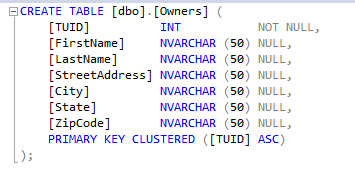 CREATE TABLE [dbo].[Owners] (
[TUID] INT NOT NULL,
[FirstName] NVARCHAR (50) NULL,
[LastName] NVARCHAR (50) NULL,
[StreetAddress] NVARCHAR (50) NULL,
[City] NVARCHAR (50) NULL,
[State] NVARCHAR (50) NULL,
[ZipCode] NVARCHAR (50) NULL,
PRIMARY KEY CLUSTERED ([TUID] ASC)
);